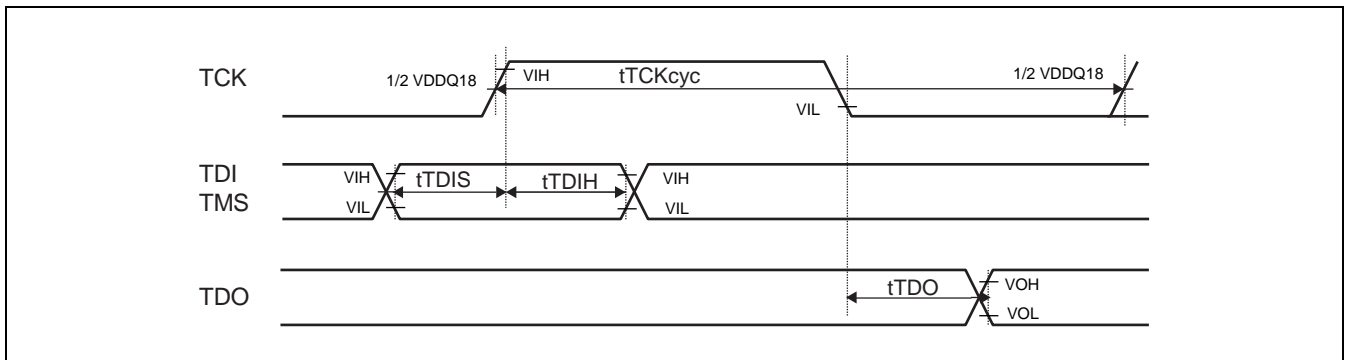 TCK
1/2 VDDQ18
VIH
tTCKcyc
1/2 VDDQ18
VIL
TDI
TMS
VIH
tTDIS
tTDIH
VIH
VIL
VIL
TDO
tTDO
VOH
VOL